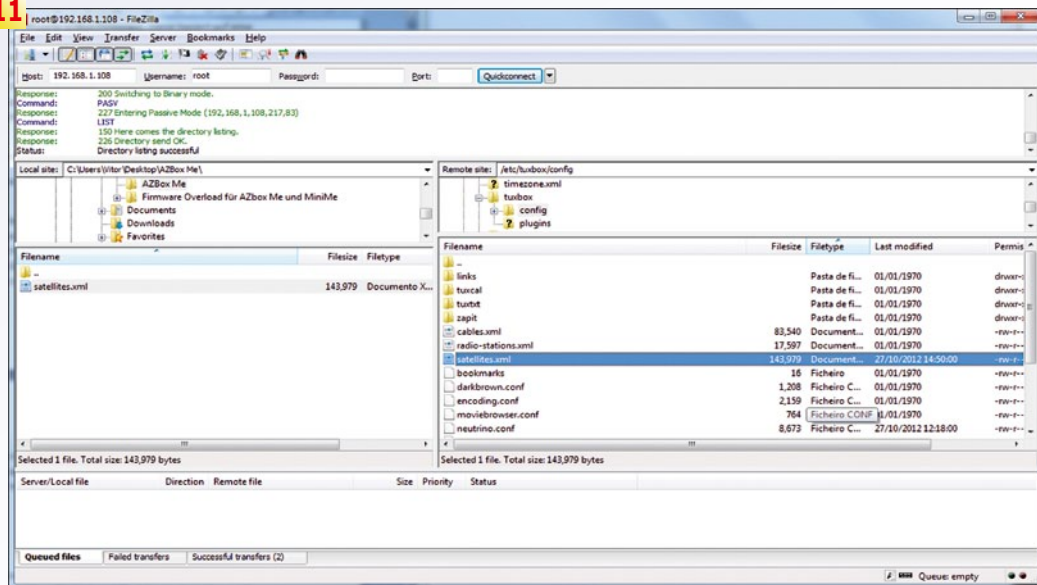 11
root@192.168.1.108 - FileZilla
File Edit View Transfer Server Bookmarks Help
Host: 192.168.1.108 Username: root Password: Port: Quickconnect
Response: 200 Switching to Binary mode.
Command: PASV
Response: 227 Entering Passive Mode (192,168,1,108,217,83)
Command: LIST
Response: 150 Here comes the directory listing.
Response: 226 Directory send OK.
Status: Directory listing successful
Local site: C:\Users\Vitor\Desktop\AZBox Me\
AZBox Me
Firmware Overload für AZbox Me und MiniMe
Documents
Downloads
Favorites
Filename Filesize Filetype
..
satellites.xml 143,979 Documento X...
Selected 1 file. Total size: 143,979 bytes
Remote site: /etc/tuxbox/config
timezone.xml
tuxbox
config
plugins
Filename Filesize Filetype Last modified Permis
..
links Pasta de fi... 01/01/1970 drwxr-
tuxcal Pasta de fi... 01/01/1970 drwxr-
tuxtxt Pasta de fi... 01/01/1970 drwxr-
zapit Pasta de fi... 01/01/1970 drwxr-
cables.xml 83,540 Document... 01/01/1970 -rw-r--
radio-stations.xml 17,597 Document... 01/01/1970 -rw-r--
satellites.xml 143,979 Document... 27/10/2012 14:50:00 -rw-r--
bookmarks 16 Ficheiro 01/01/1970 -rw-r--
darkbrown.conf 1,208 Ficheiro C... 01/01/1970 -rw-r--
encoding.conf 2,159 Ficheiro C... 01/01/1970 -rw-r--
moviebrowser.conf 764 Ficheiro CONF 01/01/1970 -rw-r--
neutrino.conf 8,673 Ficheiro C... 27/10/2012 12:18:00 -rw-r--
Selected 1 file. Total size: 143,979 bytes
Server/Local file Direction Remote file Size Priority Status
Queued files Failed transfers Successful transfers (2)
Queue: empty